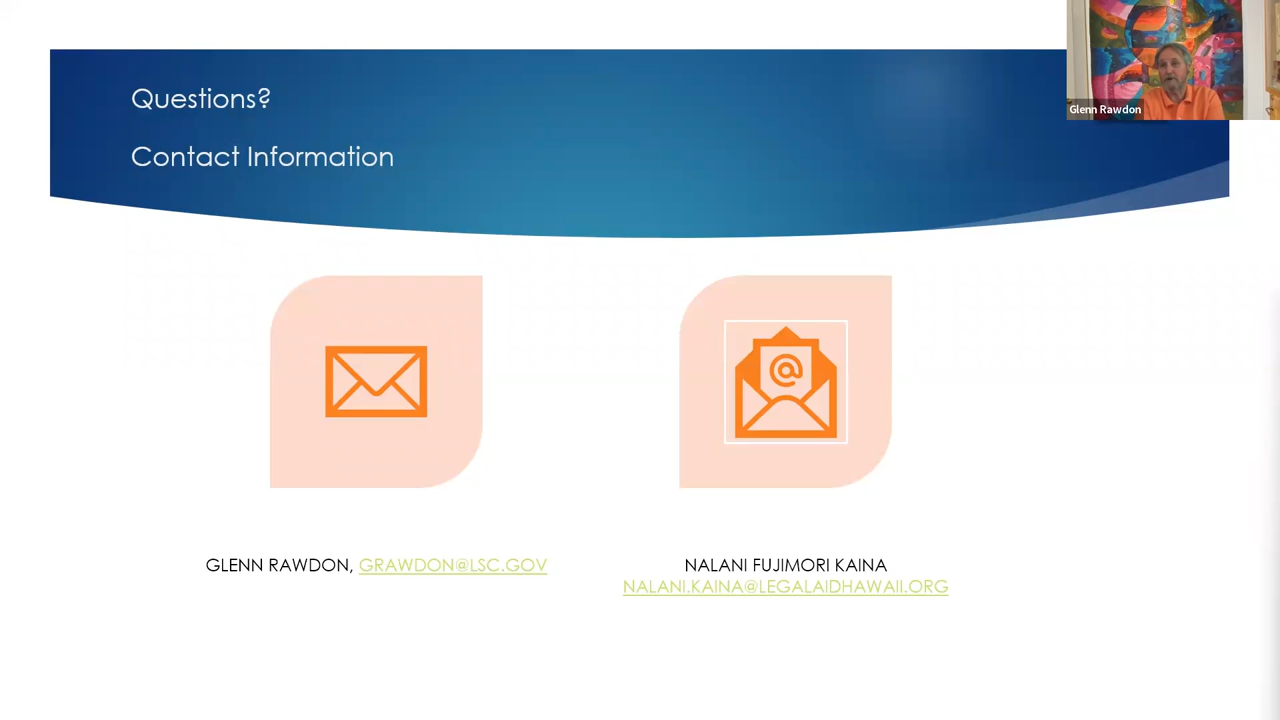 Questions?
Contact Information
Glenn Rawdon
@
GLENN RAWDON, GRAWDON@LSC.GOV
NALANI FUJIMORI KAINA
NALANI.KAINA@LEGALAIDHAWAII.ORG